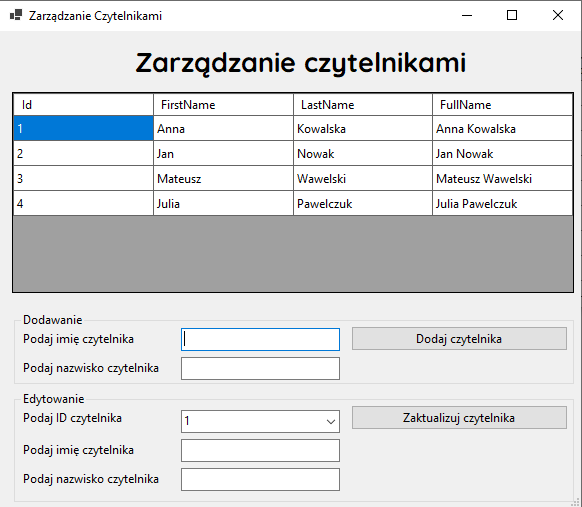 Zarządzanie Czytelnikami
Zarządzanie czytelnikami
Id FirstName LastName FullName
1 Anna Kowalska Anna Kowalska
2 Jan Nowak Jan Nowak
3 Mateusz Wawelski Mateusz Wawelski
4 Julia Pawelczuk Julia Pawelczuk
Dodawanie
Podaj imię czytelnika Dodaj czytelnika
Podaj nazwisko czytelnika
Edytowanie
Podaj ID czytelnika 1 Zaktualizuj czytelnika
Podaj imię czytelnika
Podaj nazwisko czytelnika